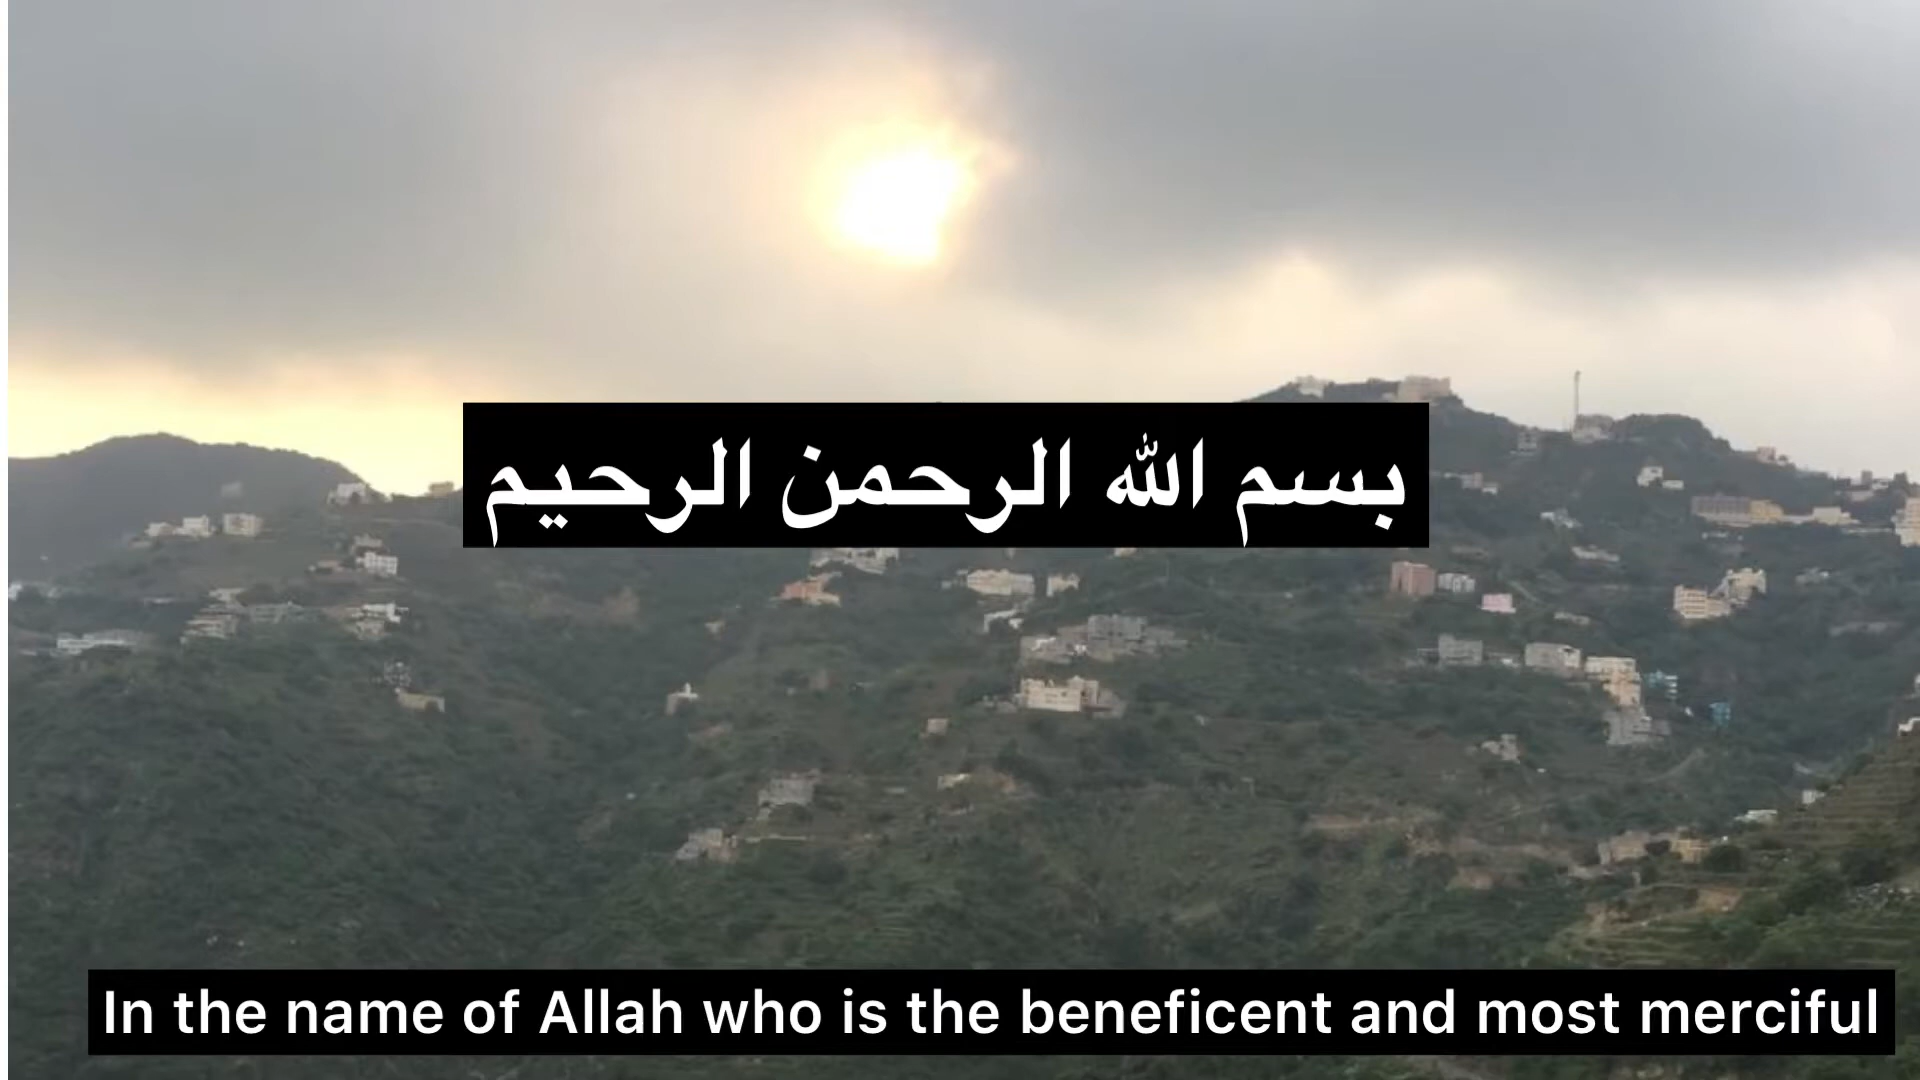 بسم الله الرحمن الرحيم
In the name of Allah who is the beneficent and most merciful